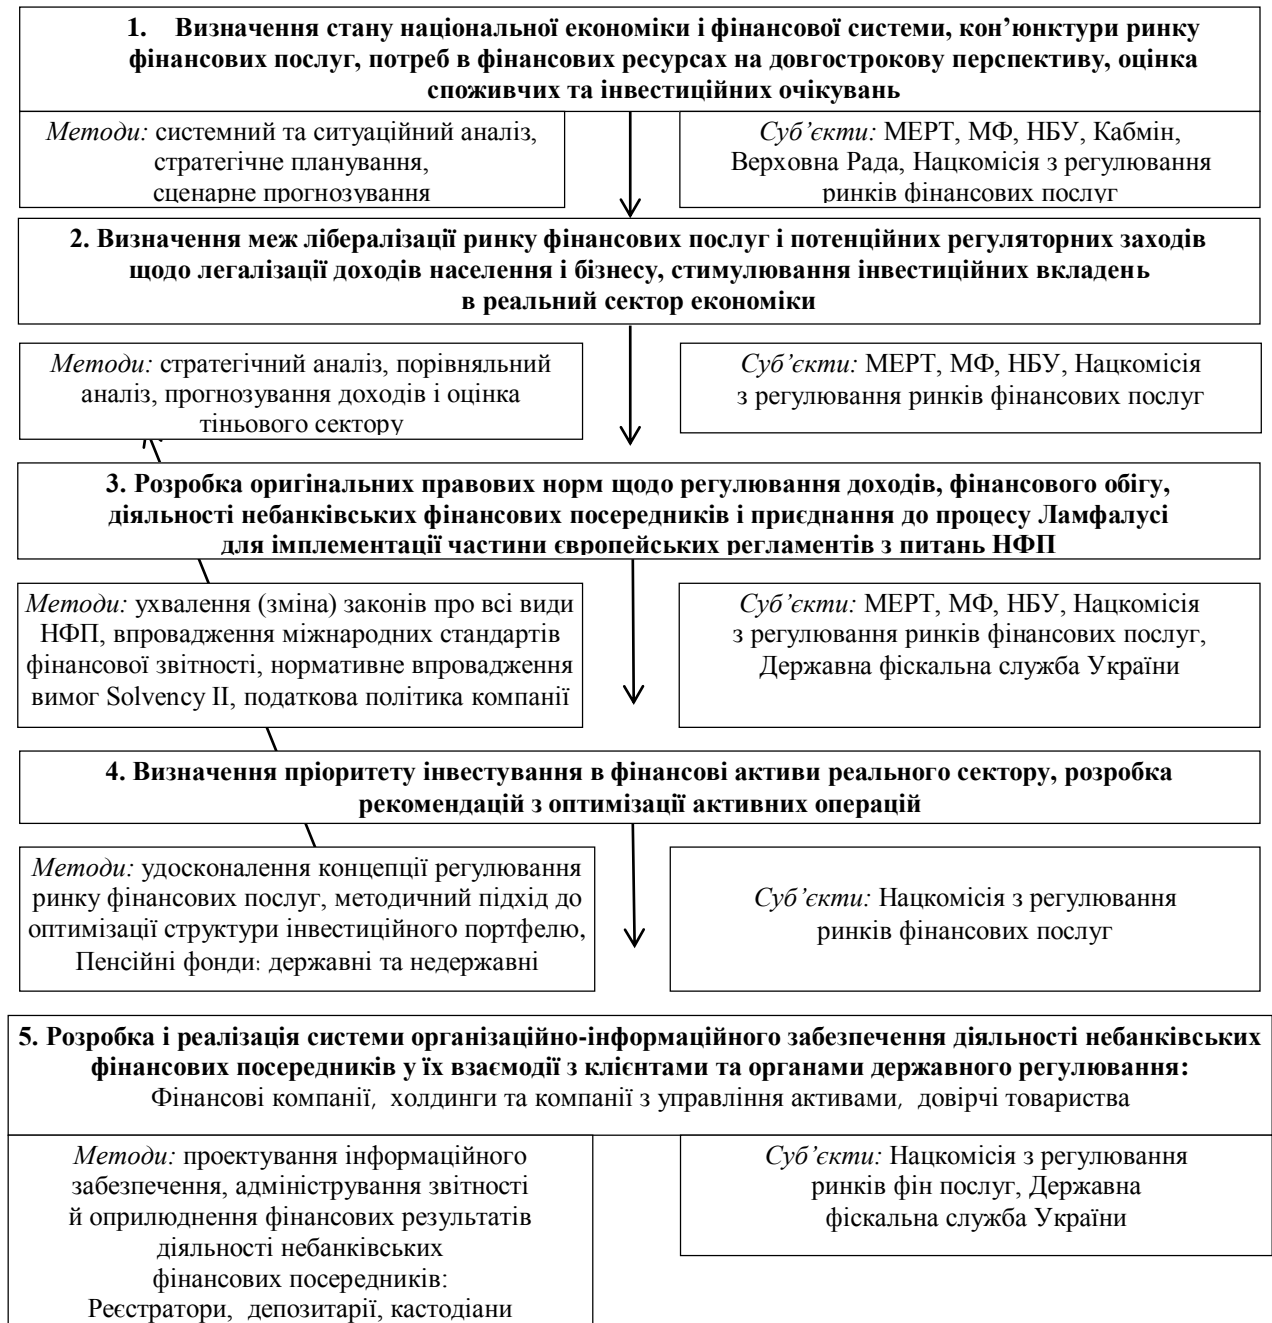 1. Визначення стану національної економіки і фінансової системи, кон’юнктури ринку
фінансових послуг, потреб в фінансових ресурсах на довгострокову перспективу, оцінка
споживчих та інвестиційних очікувань
Методи: системний та ситуаційний аналіз,
стратегічне планування,
сценарне прогнозування
Суб’єкти: МЕРТ, МФ, НБУ, Кабмін,
Верховна Рада, Нацкомісія з регулювання
ринків фінансових послуг
2. Визначення меж лібералізації ринку фінансових послуг і потенційних регуляторних заходів
щодо легалізації доходів населення і бізнесу, стимулювання інвестиційних вкладень
в реальний сектор економіки
Методи: стратегічний аналіз, порівняльний
аналіз, прогнозування доходів і оцінка
тіньового сектору
Суб’єкти: МЕРТ, МФ, НБУ, Нацкомісія
з регулювання ринків фінансових послуг
3. Розробка оригінальних правових норм щодо регулювання доходів, фінансового обігу,
діяльності небанківських фінансових посередників і приєднання до процесу Ламфалусі
для імплементації частини європейських регламентів з питань НФП
Методи: ухвалення (зміна) законів про всі види
НФП, впровадження міжнародних стандартів
фінансової звітності, нормативне впровадження
вимог Solvency II, податкова політика компанії
Суб’єкти: МЕРТ, МФ, НБУ, Нацкомісія
з регулювання ринків фінансових послуг,
Державна фіскальна служба України
4. Визначення пріоритету інвестування в фінансові активи реального сектору, розробка
рекомендацій з оптимізації активних операцій
Методи: удосконалення концепції регулювання
ринку фінансових послуг, методичний підхід до
оптимізації структури інвестиційного портфелю,
Пенсійні фонди: державні та недержавні
Суб’єкти: Нацкомісія з регулювання
ринків фінансових послуг
5. Розробка і реалізація системи організаційно-інформаційного забезпечення діяльності небанківських
фінансових посередників у їх взаємодії з клієнтами та органами державного регулювання:
Фінансові компанії, холдинги та компанії з управління активами, довірчі товариства
Методи: проектування інформаційного
забезпечення, адміністрування звітності
й оприлюднення фінансових результатів
діяльності небанківських
фінансових посередників:
Реєстратори, депозитарії, кастодіани
Суб’єкти: Нацкомісія з регулювання
ринків фін послуг, Державна
фіскальна служба України